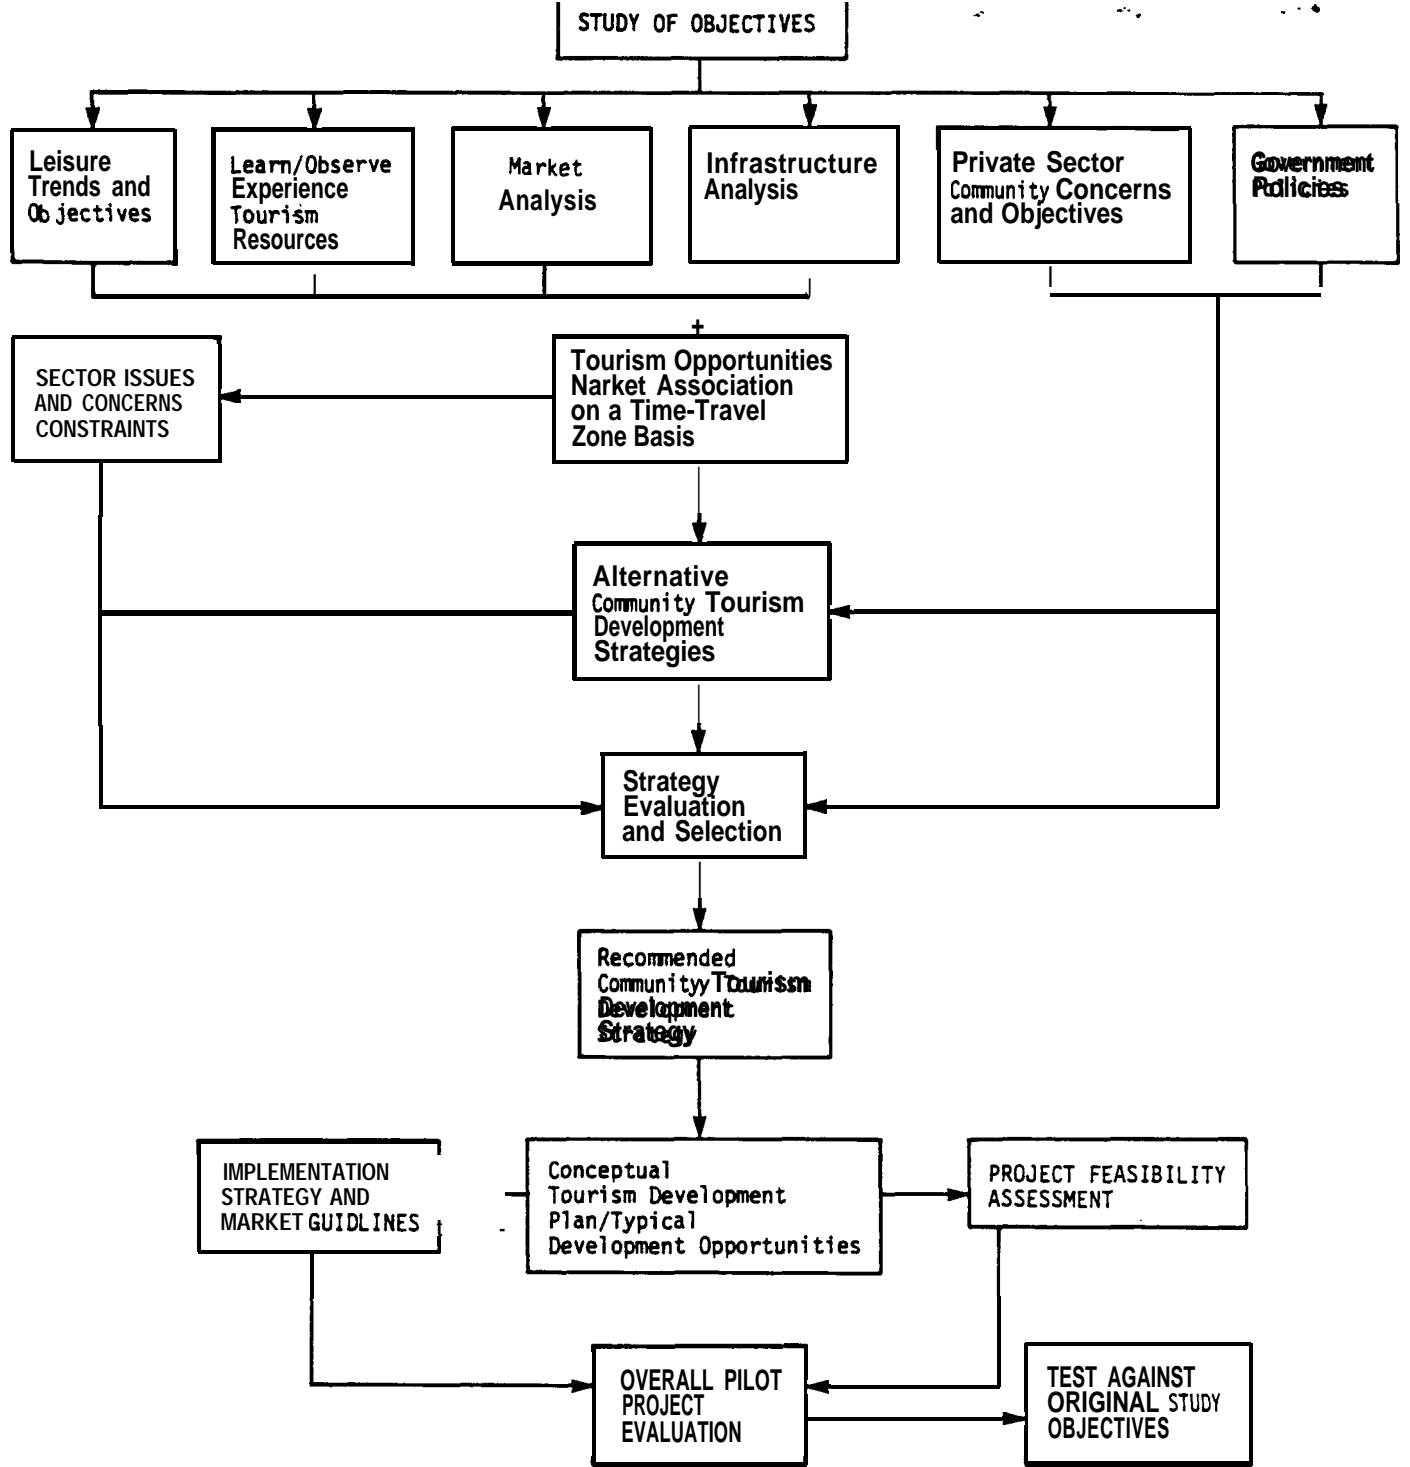 STUDY OF OBJECTIVES
Leisure
Trends and
Objectives
Learn/Observe
Experience
Tourism
Resources
Market
Analysis
Infrastructure
Analysis
Private Sector
Community Concerns
and Objectives
Government
Policies
+
SECTOR ISSUES
AND CONCERNS
CONSTRAINTS
Tourism Opportunities
Narket Association
on a Time-Travel
Zone Basis
Alternative
Community Tourism
Development
Strategies
Strategy
Evaluation
and Selection
Recommended
Community Tourism
Development
Strategy
IMPLEMENTATION
STRATEGY AND
MARKET GUIDLINES
Conceptual
Tourism Development
Plan/Typical
Development Opportunities
PROJECT FEASIBILITY
ASSESSMENT
OVERALL PILOT
PROJECT
EVALUATION
TEST AGAINST
ORIGINAL STUDY
OBJECTIVES